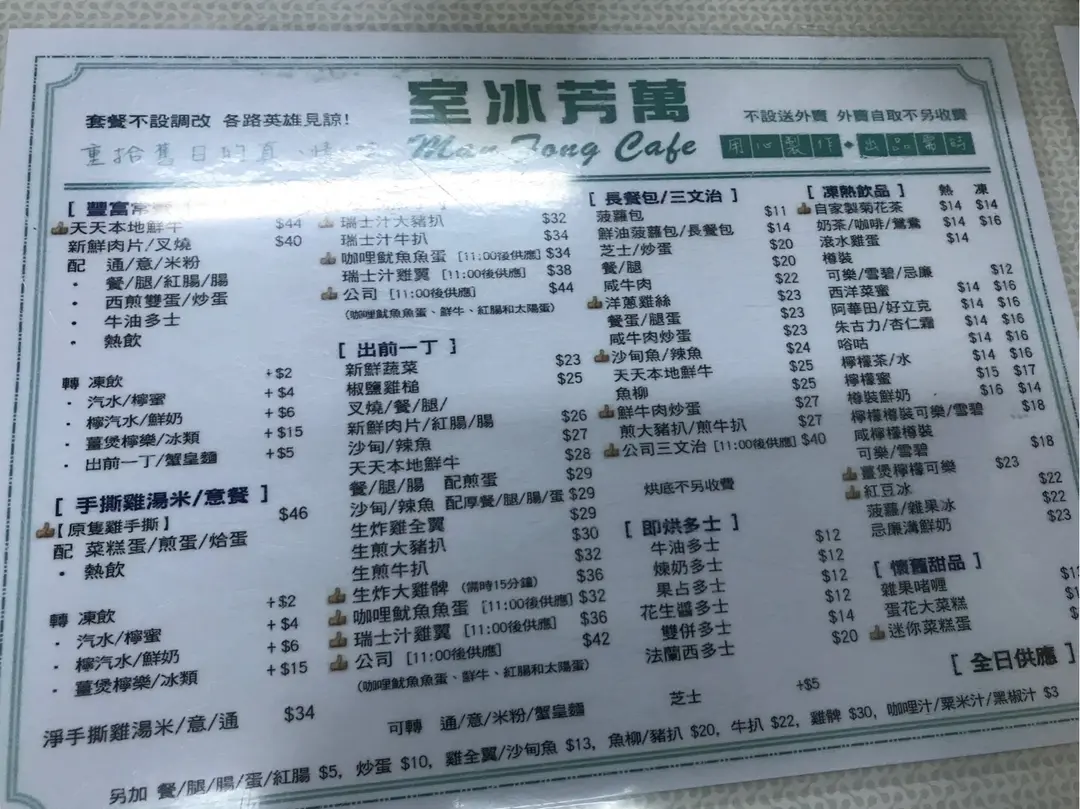 室冰芳萬
Man Fong Cafe
套餐不設調改 各路英雄見諒!
重拾舊日的真
不設送外賣 外賣自取不另收費
用心製作◆出品需時
[ 豐富常
天天本地鮮牛 $44
新鮮肉片/叉燒 $40
配 通/意/米粉
· 餐/腿/紅腸/腸
· 西煎雙蛋/炒蛋
· 牛油多士
· 熱飲
轉 凍飲 +$2
· 汽水/檸蜜 +$4
· 檸汽水/鮮奶 +$6
· 薑煲檸樂/冰類 +$15
· 出前一丁/蟹皇麵 +$5
[ 手撕雞湯米/意餐 ]
【原隻雞手撕】 $46
配 菜糕蛋/煎蛋/烚蛋
· 熱飲
轉 凍飲 +$2
· 汽水/檸蜜 +$4
· 檸汽水/鮮奶 +$6
· 薑煲檸樂/冰類 +$15
淨手撕雞湯米/意/通 $34
瑞士汁大豬扒 $32
瑞士汁牛扒 $34
咖哩魷魚魚蛋 [11:00後供應] $34
瑞士汁雞翼 [11:00後供應] $38
公司 [11:00後供應] $44
(咖哩魷魚魚蛋、鮮牛、紅腸和太陽蛋)
[ 出前一丁 ]
新鮮蔬菜 $23
椒鹽雞槌 $25
叉燒/餐/腿/
新鮮肉片/紅腸/腸 $26
沙甸/辣魚 $27
天天本地鮮牛 $28
餐/腿/腸 配煎蛋 $29
沙甸/辣魚 配厚餐/腿/腸/蛋 $29
生炸雞全翼 $29
生煎大豬扒 $30
生煎牛扒 $32
生炸大雞髀 (需時15分鐘) $36
咖哩魷魚魚蛋 [11:00後供應] $32
瑞士汁雞翼 [11:00後供應] $36
公司 [11:00後供應] $42
(咖哩魷魚魚蛋、鮮牛、紅腸和太陽蛋)
可轉 通/意/米粉/蟹皇麵
[ 長餐包/三文治 ]
菠蘿包 $11
鮮油菠蘿包/長餐包 $14
芝士/炒蛋 $20
餐/腿 $20
咸牛肉 $22
洋蔥雞絲 $23
餐蛋/腿蛋 $23
咸牛肉炒蛋 $23
沙甸魚/辣魚 $24
天天本地鮮牛 $25
魚柳 $25
鮮牛肉炒蛋 $27
煎大豬扒/煎牛扒 $27
公司三文治 [11:00後供應] $40
烘底不另收費
[ 即烘多士 ]
牛油多士 $12
煉奶多士 $12
果占多士 $12
花生醬多士 $12
雙併多士 $14
法蘭西多士 $20
芝士 +$5
[ 凍熱飲品 ] 熱 凍
自家製菊花茶 $14 $14
奶茶/咖啡/鴛鴦 $14 $16
滾水雞蛋 $14
樽裝
可樂/雪碧/忌廉 $12
西洋菜蜜 $14 $16
阿華田/好立克 $14 $16
朱古力/杏仁霜 $14 $16
唂咕 $14 $16
檸檬茶/水 $14 $16
檸檬蜜 $15 $17
樽裝鮮奶 $16 $14
檸檬樽裝可樂/雪碧 $18
咸檸檬樽裝
可樂/雪碧 $18
薑煲檸檬可樂 $23
紅豆冰 $22
菠蘿/雜果冰 $22
忌廉溝鮮奶 $23
[ 懷舊甜品 ]
雜果啫喱
蛋花大菜糕
迷你菜糕蛋
[ 全日供應 ]
另加 餐/腿/腸/蛋/紅腸 $5, 炒蛋 $10, 雞全翼/沙甸魚 $13, 魚柳/豬扒 $20, 牛扒 $22, 雞髀 $30, 咖哩汁/粟米汁/黑椒汁 $3